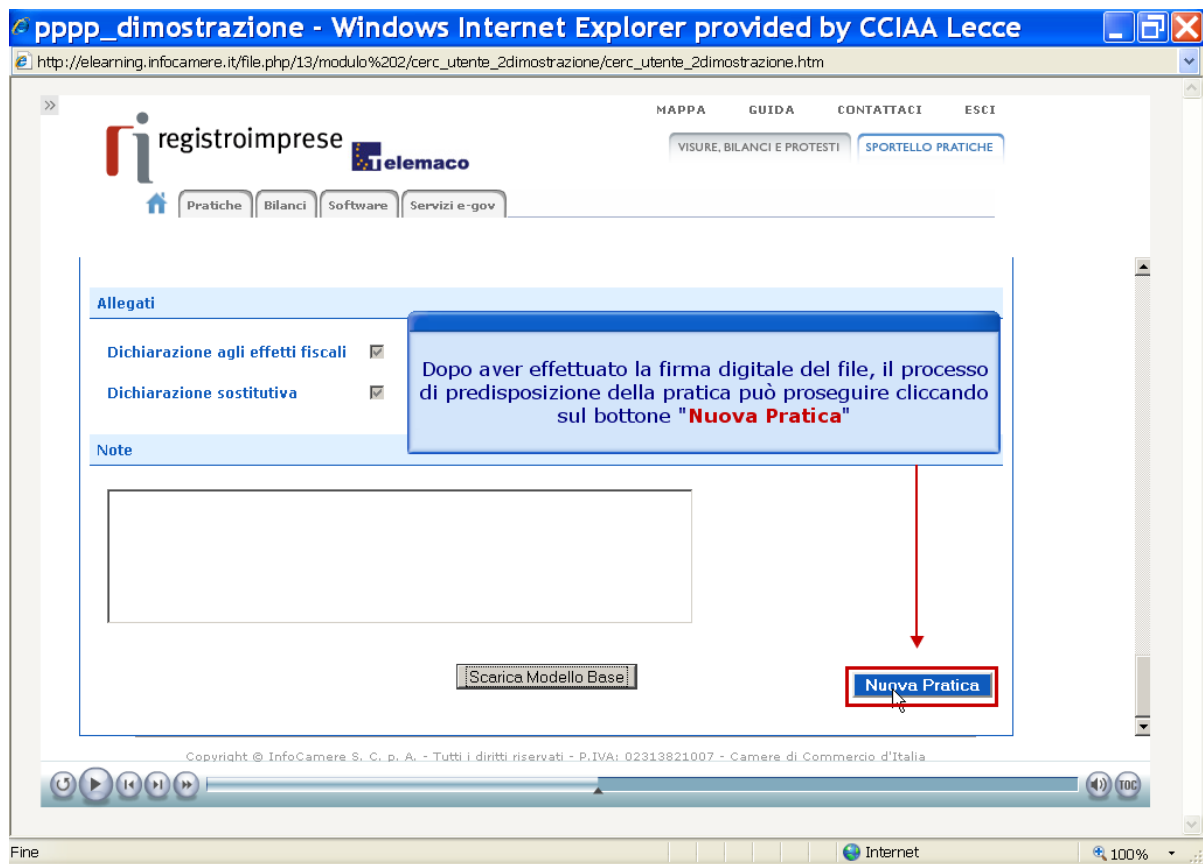 pppp_dimostrazione - Windows Internet Explorer provided by CCIAA Lecce
http://elearning.infocamere.it/file.php/13/modulo%202/cerc_utente_2dimostrazione/cerc_utente_2dimostrazione.htm
MAPPA GUIDA CONTATTACI ESCI
ri registroimprese Telemaco
VISURE, BILANCI E PROTESTI SPORTELLO PRATICHE
Pratiche Bilanci Software Servizi e-gov
Allegati
Dichiarazione agli effetti fiscali
Dichiarazione sostitutiva
Dopo aver effettuato la firma digitale del file, il processo
di predisposizione della pratica può proseguire cliccando
sul bottone "Nuova Pratica"
Note
Scarica Modello Base
Nuova Pratica
Copyright © InfoCamere S. C. p. A. - Tutti i diritti riservati - P.IVA: 02313821007 - Camere di Commercio d'Italia
TOC
Fine Internet 100%